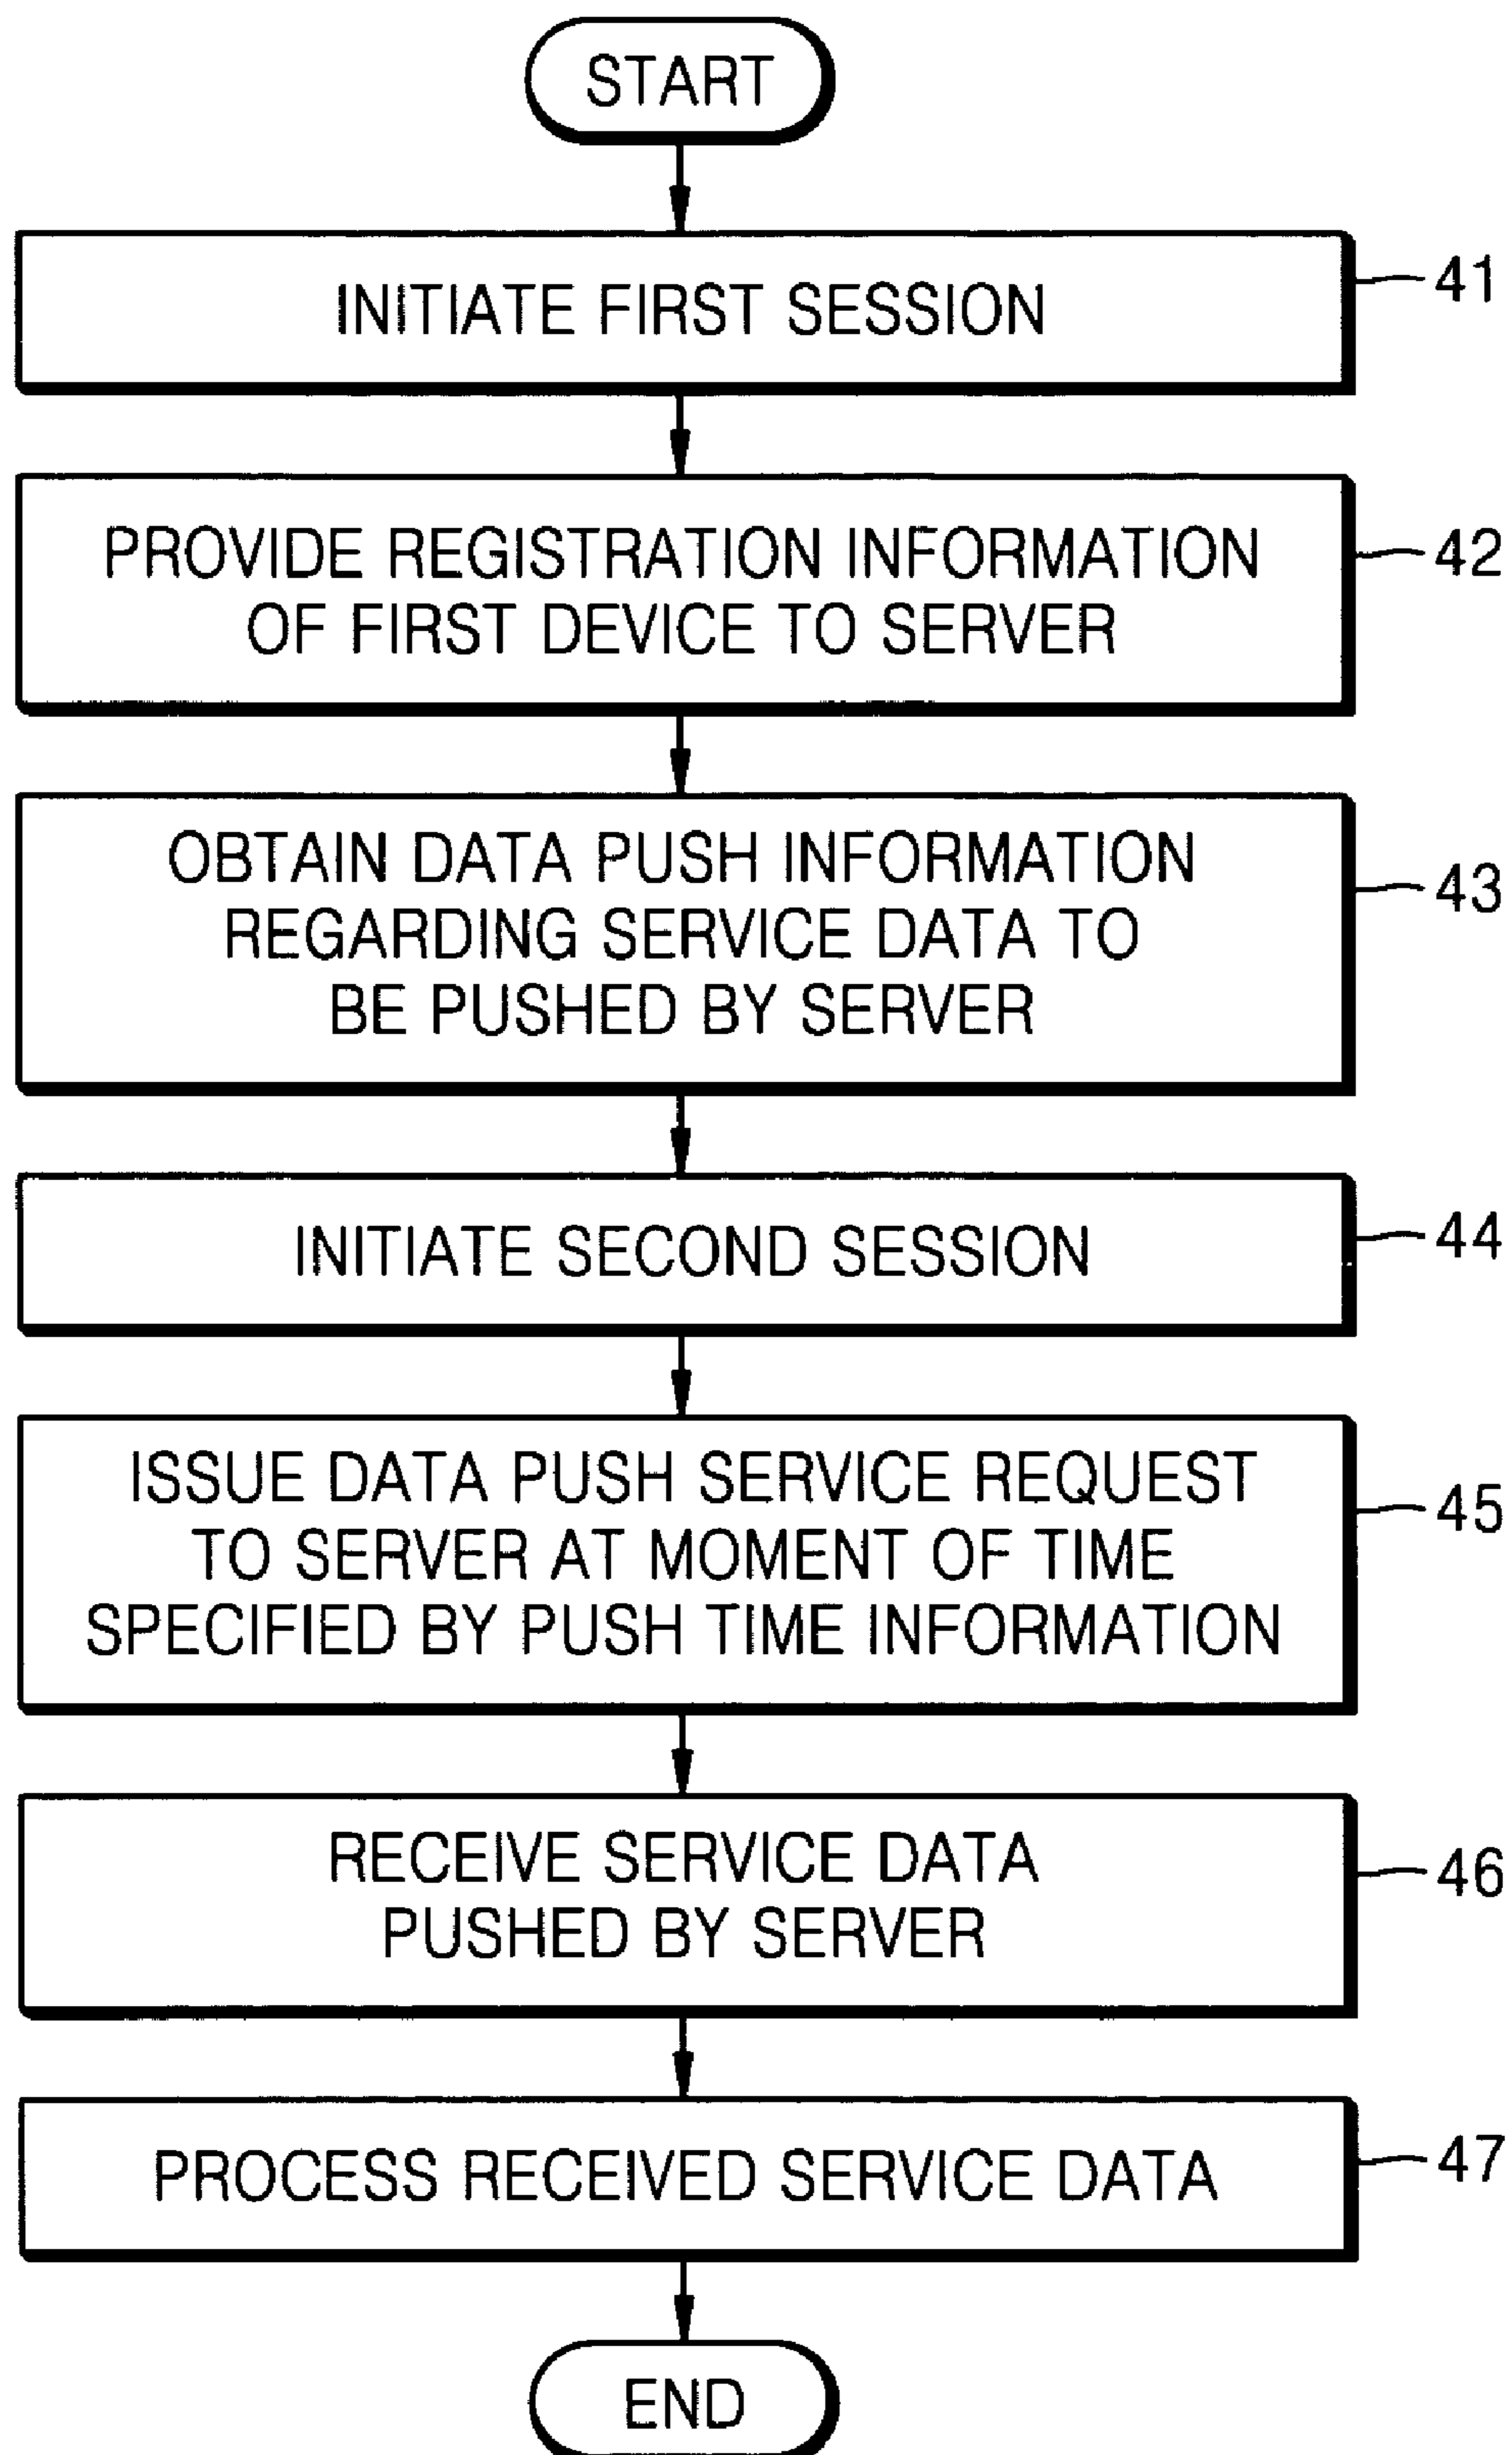 START
INITIATE FIRST SESSION
41
PROVIDE REGISTRATION INFORMATION
OF FIRST DEVICE TO SERVER
42
OBTAIN DATA PUSH INFORMATION
REGARDING SERVICE DATA TO
BE PUSHED BY SERVER
43
INITIATE SECOND SESSION
44
ISSUE DATA PUSH SERVICE REQUEST
TO SERVER AT MOMENT OF TIME
SPECIFIED BY PUSH TIME INFORMATION
45
RECEIVE SERVICE DATA
PUSHED BY SERVER
46
PROCESS RECEIVED SERVICE DATA
47
END